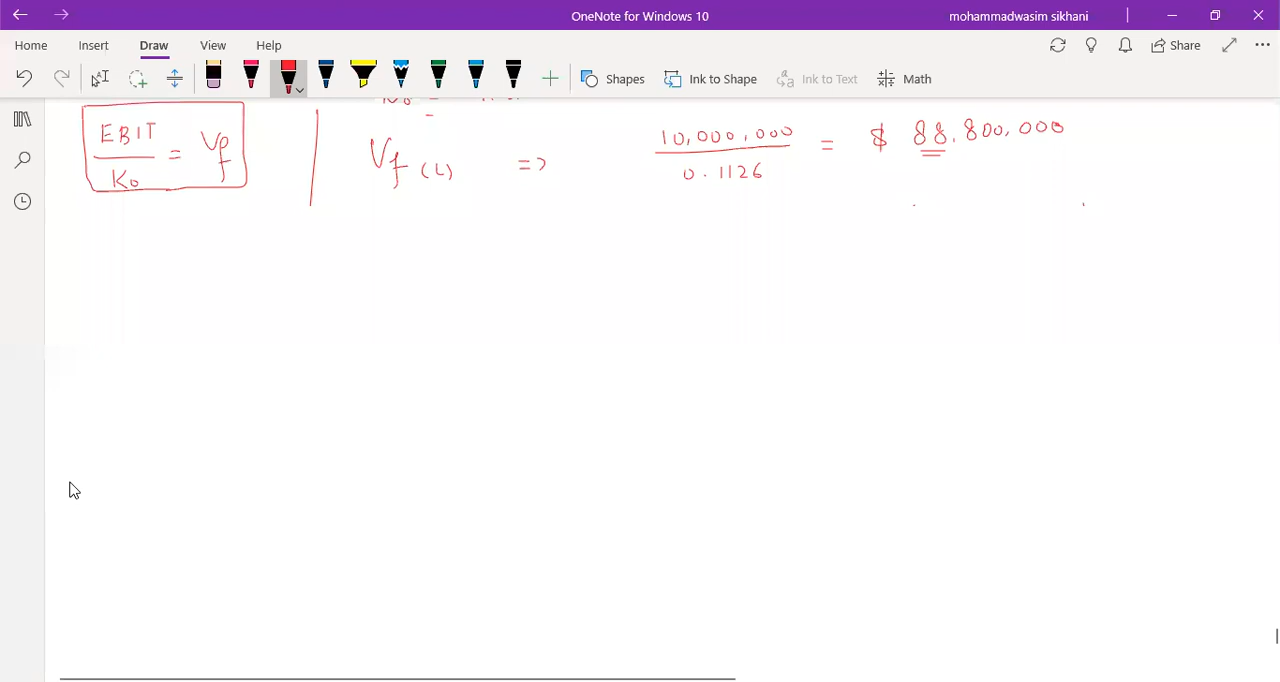 OneNote for Windows 10
mohammadwasim sikhani
Home Insert Draw View Help
Share
Shapes Ink to Shape Ink to Text Math
EBIT / Ko = Vf
Vf (L) => 10,000,000 / 0.1126 = $ 88,800,000